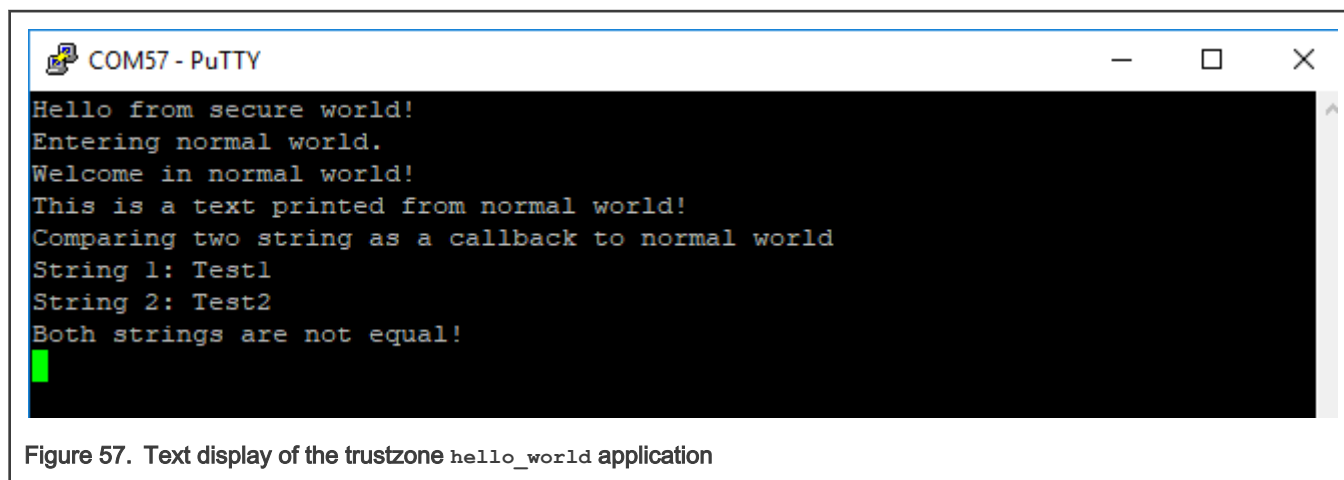 COM57 - PuTTY
Hello from secure world!
Entering normal world.
Welcome in normal world!
This is a text printed from normal world!
Comparing two string as a callback to normal world
String 1: Test1
String 2: Test2
Both strings are not equal!
Figure 57. Text display of the trustzone hello_world application